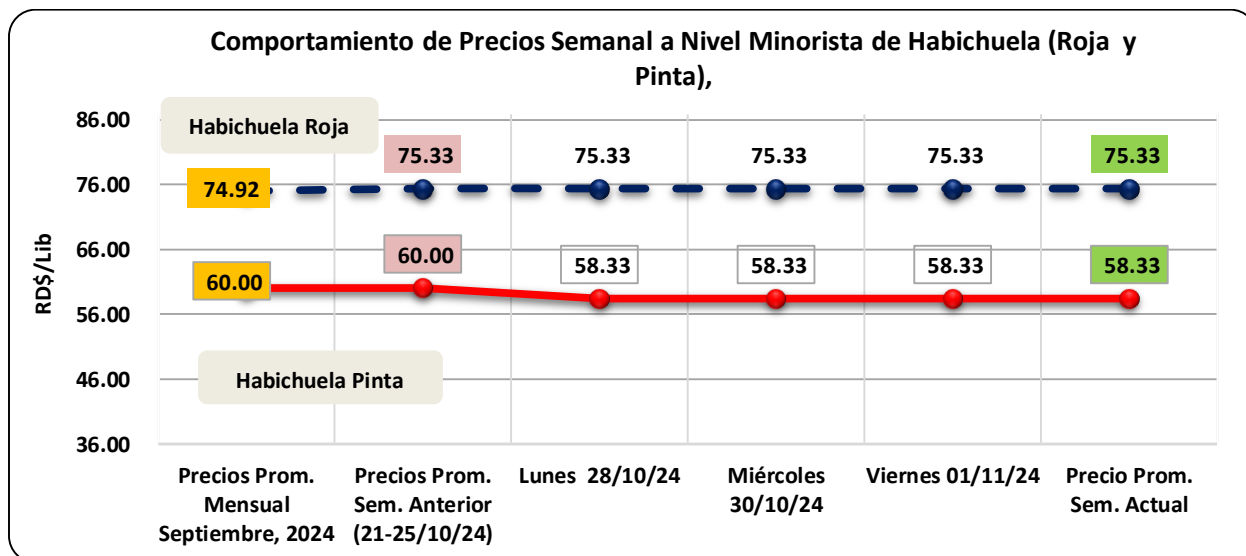 Comportamiento de Precios Semanal a Nivel Minorista de Habichuela (Roja y
Pinta),
86.00
76.00
66.00
56.00
46.00
36.00
RD$/Lib
Habichuela Roja
74.92
75.33
75.33
75.33
75.33
75.33
60.00
60.00
58.33
58.33
58.33
58.33
Habichuela Pinta
Precios Prom.
Mensual
Septiembre, 2024
Precios Prom.
Sem. Anterior
(21-25/10/24)
Lunes 28/10/24
Miércoles
30/10/24
Viernes 01/11/24
Precio Prom.
Sem. Actual